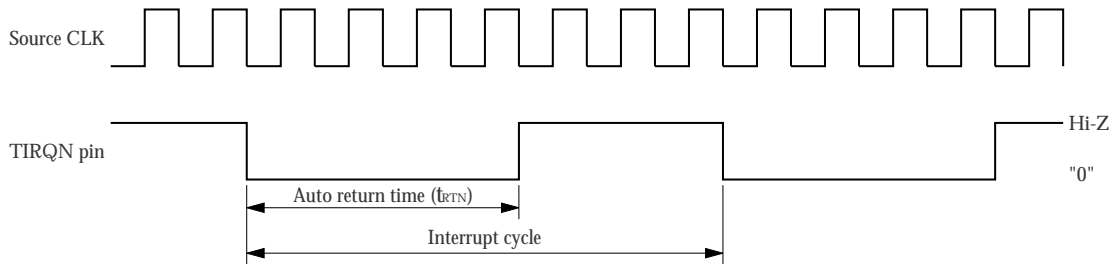 Source CLK
TIRQN pin
Hi-Z
"0"
Auto return time (tRTN)
Interrupt cycle